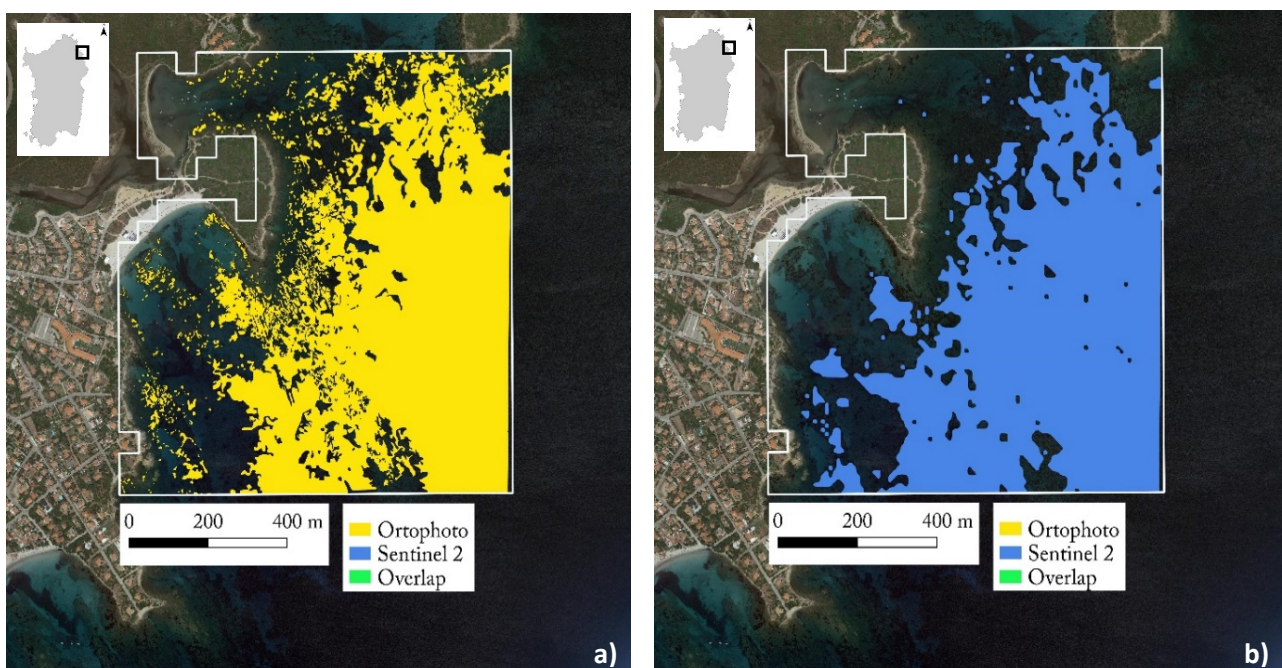 0 200 400 m
Ortophoto
Sentinel 2
Overlap
a)
0 200 400 m
Ortophoto
Sentinel 2
Overlap
b)